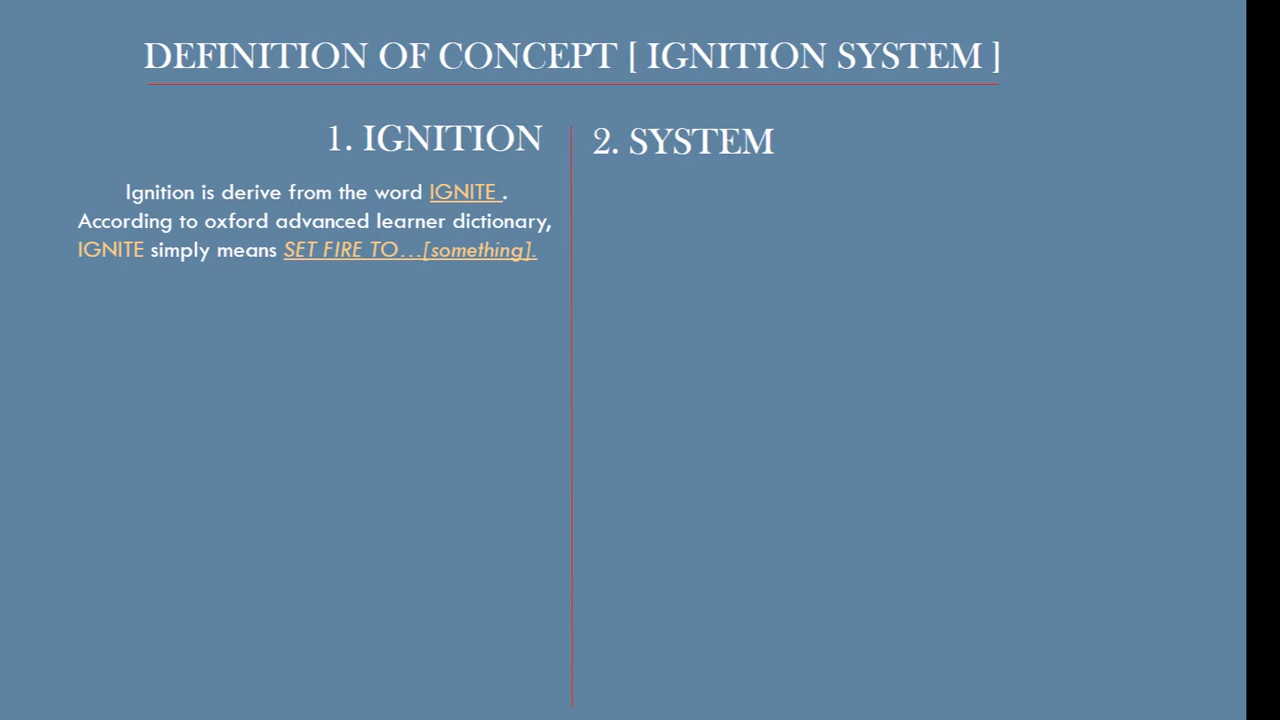 DEFINITION OF CONCEPT [ IGNITION SYSTEM ]
1. IGNITION
Ignition is derive from the word IGNITE .
According to oxford advanced learner dictionary,
IGNITE simply means SET FIRE TO...[something].
2. SYSTEM